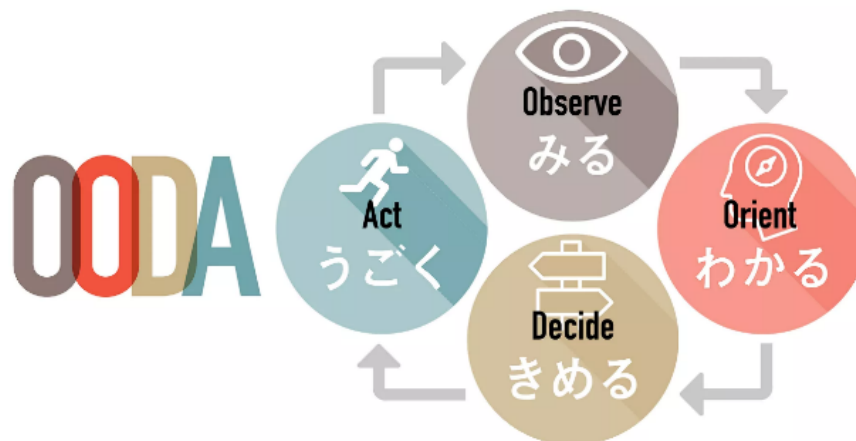 OODA
Observe
みる
Orient
わかる
Decide
きめる
Act
うごく